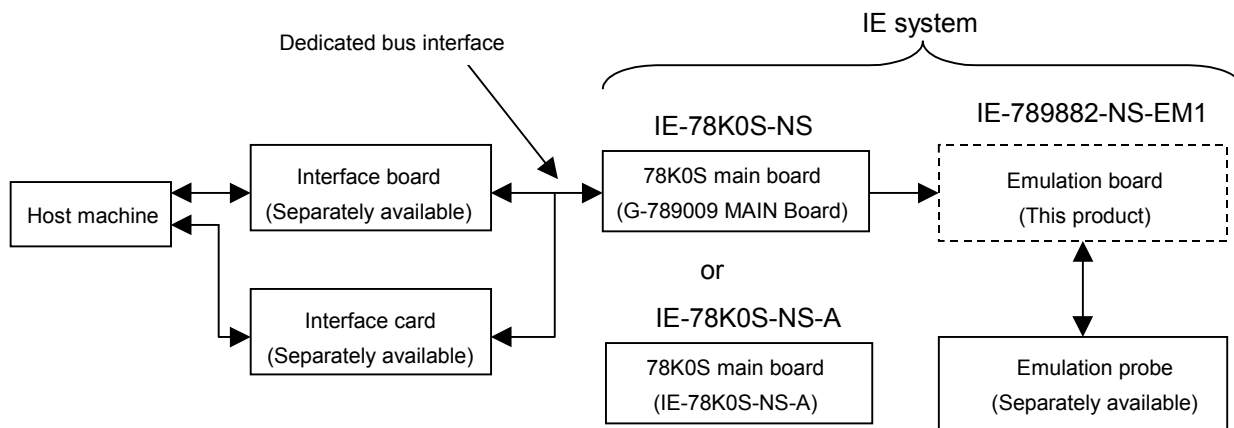 IE system
Dedicated bus interface
IE-78K0S-NS
IE-789882-NS-EM1
Host machine
Interface board
(Separately available)
78K0S main board
(G-789009 MAIN Board)
Emulation board
(This product)
or
IE-78K0S-NS-A
Interface card
(Separately available)
78K0S main board
(IE-78K0S-NS-A)
Emulation probe
(Separately available)